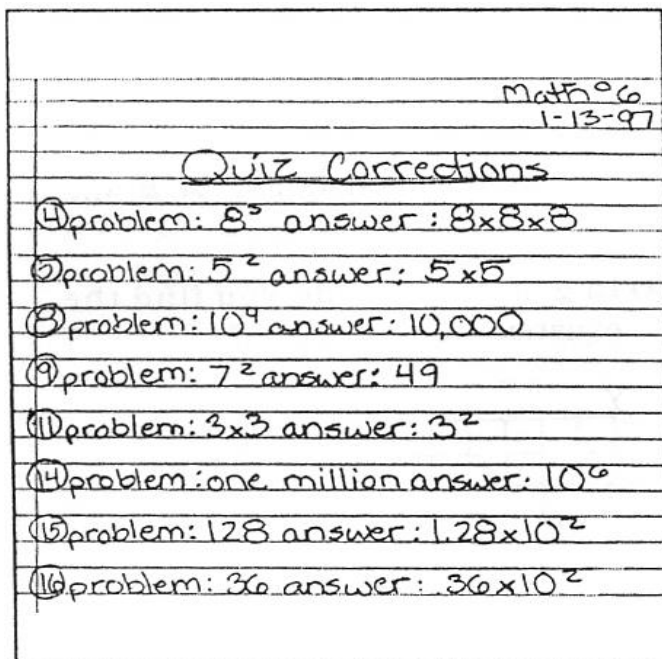 Math°6
1-13-97
Quiz Corrections
④problem: 8³ answer: 8x8x8
⑤problem: 5² answer: 5x5
⑧problem: 10⁴ answer: 10,000
⑨problem: 7² answer: 49
⑪problem: 3x3 answer: 3²
⑭problem: one million answer: 10⁶
⑮problem: 128 answer: 1.28x10²
⑯problem: 36 answer: 36x10²